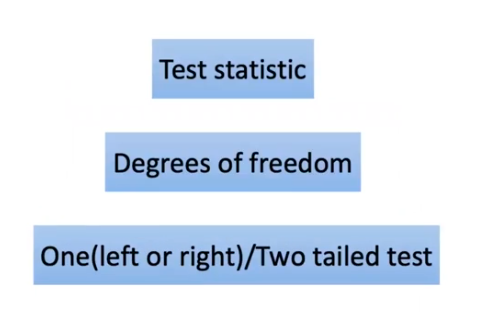 Test statistic
Degrees of freedom
One(left or right)/Two tailed test